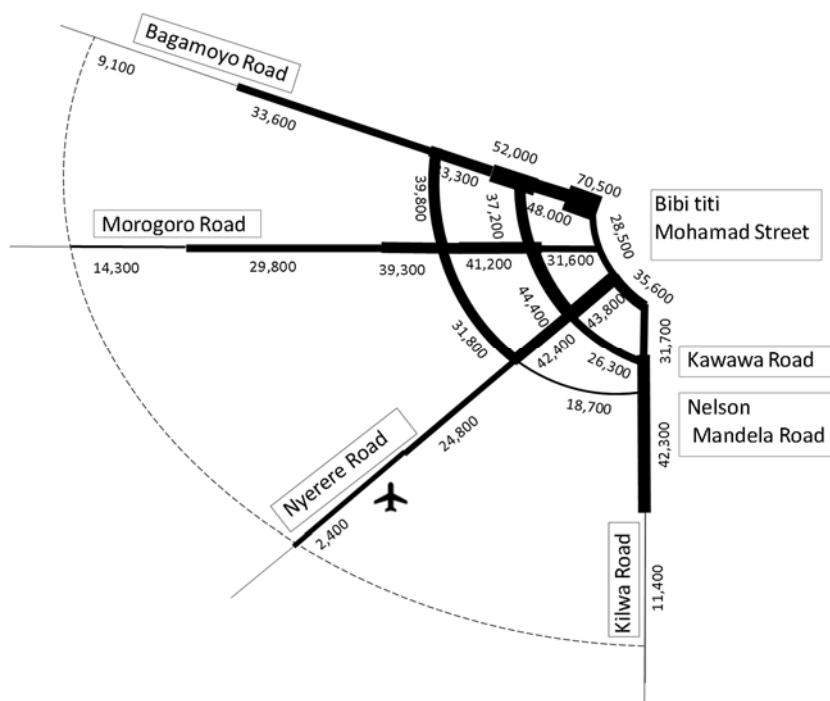 Bagamoyo Road
9,100
33,600
52,000
3,300
70,500
48.000
39,800
37,200
28,500
Bibi titi
Mohamad Street
Morogoro Road
14,300
29,800
39,300
41,200
31,600
35,600
44,400
43,800
31,800
42,400
26,300
31,700
Kawawa Road
18,700
Nelson
Mandela Road
42,300
24,800
Nyerere Road
2,400
Kilwa Road
11,400